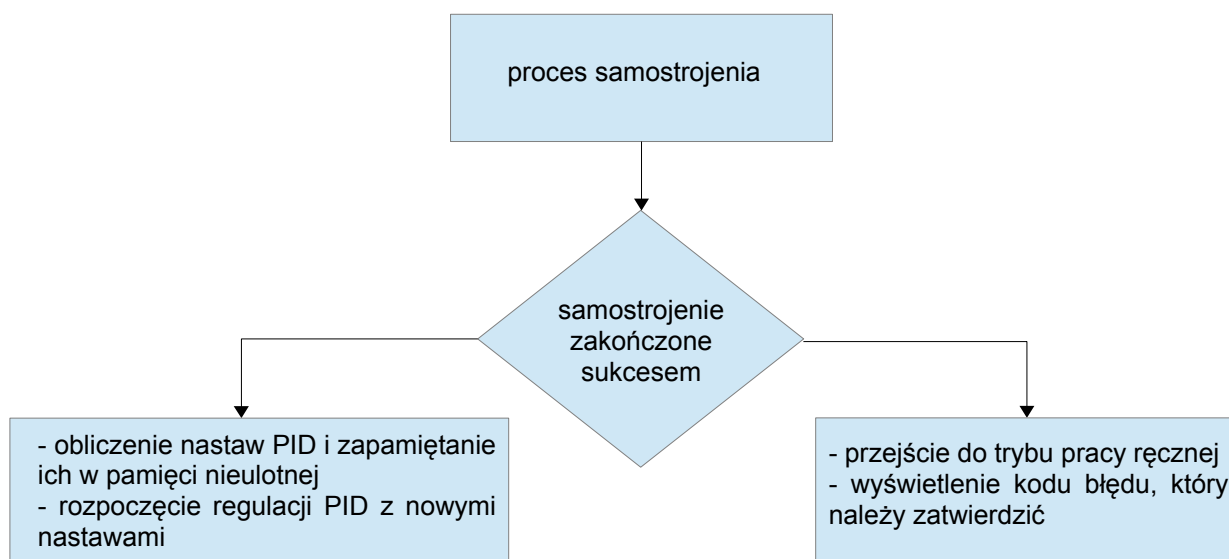 proces samostrojenia
samostrojenie
zakończone
sukcesem
- obliczenie nastaw PID i zapamiętanie
ich w pamięci nieulotnej
- rozpoczęcie regulacji PID z nowymi
nastawami
- przejście do trybu pracy ręcznej
- wyświetlenie kodu błędu, który
należy zatwierdzić